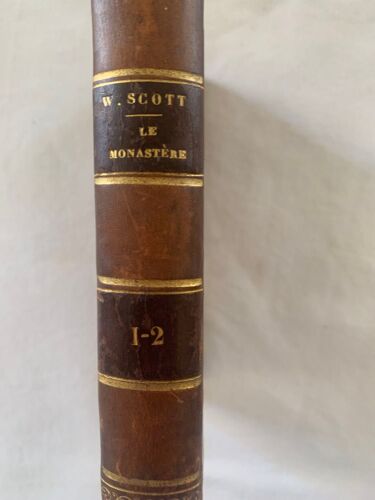 W. SCOTT
LE
MONASTÈRE
1-2